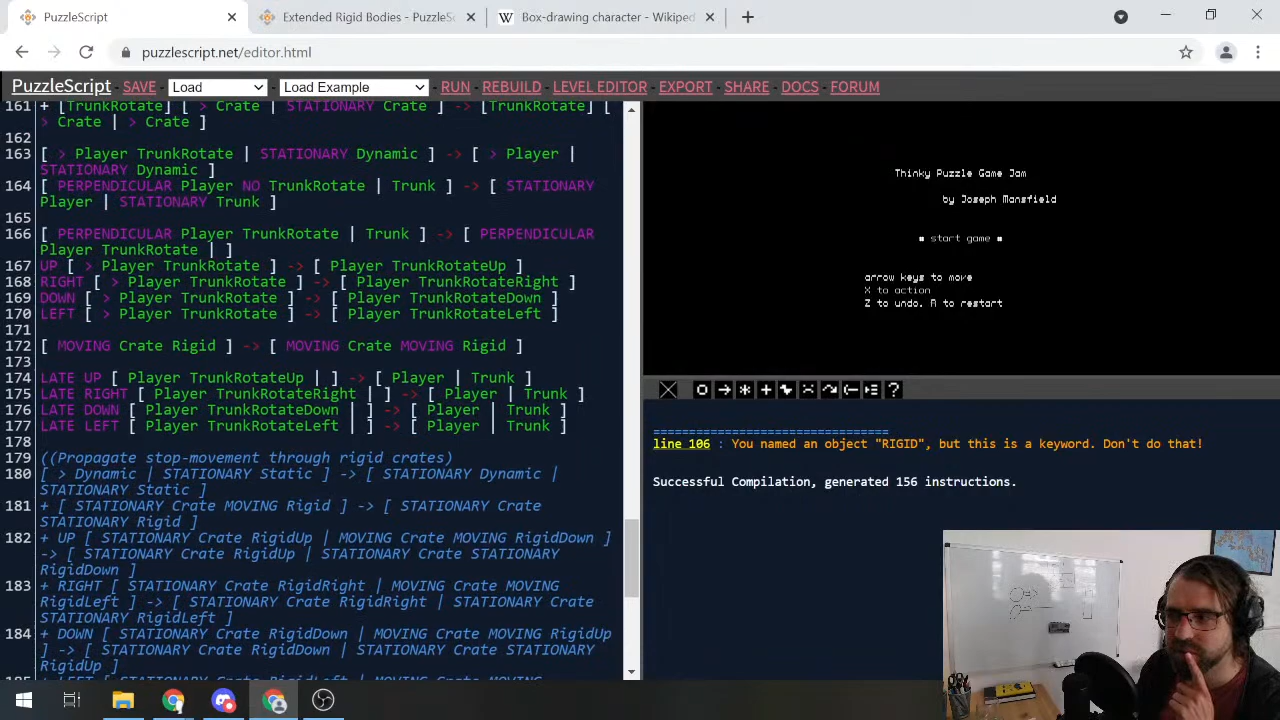 PuzzleScript
Extended Rigid Bodies - PuzzleS
Box-drawing character - Wikiped
puzzlescript.net/editor.html
PuzzleScript SAVE - Load - Load Example - RUN - REBUILD - LEVEL EDITOR - EXPORT - SHARE - DOCS - FORUM
161 + [TrunkRotate] [ > Crate | STATIONARY Crate ] -> [TrunkRotate] [
> Crate | > Crate ]
162
163 [ > Player TrunkRotate | STATIONARY Dynamic ] -> [ > Player |
STATIONARY Dynamic ]
164 [ PERPENDICULAR Player NO TrunkRotate | Trunk ] -> [ STATIONARY
Player | STATIONARY Trunk ]
165
166 [ PERPENDICULAR Player TrunkRotate | Trunk ] -> [ PERPENDICULAR
Player TrunkRotate | ]
167 UP [ > Player TrunkRotate ] -> [ Player TrunkRotateUp ]
168 RIGHT [ > Player TrunkRotate ] -> [ Player TrunkRotateRight ]
169 DOWN [ > Player TrunkRotate ] -> [ Player TrunkRotateDown ]
170 LEFT [ > Player TrunkRotate ] -> [ Player TrunkRotateLeft ]
171
172 [ MOVING Crate Rigid ] -> [ MOVING Crate MOVING Rigid ]
173
174 LATE UP [ Player TrunkRotateUp | ] -> [ Player | Trunk ]
175 LATE RIGHT [ Player TrunkRotateRight | ] -> [ Player | Trunk ]
176 LATE DOWN [ Player TrunkRotateDown | ] -> [ Player | Trunk ]
177 LATE LEFT [ Player TrunkRotateLeft | ] -> [ Player | Trunk ]
178
179 ((Propagate stop-movement through rigid crates)
180 [ > Dynamic | STATIONARY Static ] -> [ STATIONARY Dynamic |
STATIONARY Static ]
181 + [ STATIONARY Crate MOVING Rigid ] -> [ STATIONARY Crate
STATIONARY Rigid ]
182 + UP [ STATIONARY Crate RigidUp | MOVING Crate MOVING RigidDown ]
-> [ STATIONARY Crate RigidUp | STATIONARY Crate STATIONARY
RigidDown ]
183 + RIGHT [ STATIONARY Crate RigidRight | MOVING Crate MOVING
RigidLeft ] -> [ STATIONARY Crate RigidRight | STATIONARY Crate
STATIONARY RigidLeft ]
184 + DOWN [ STATIONARY Crate RigidDown | MOVING Crate MOVING RigidUp
] -> [ STATIONARY Crate RigidDown | STATIONARY Crate STATIONARY
RigidUp ]
Thinky Puzzle Game Jam
by Joseph Mansfield
start game
arrow keys to move
X to action
Z to undo, R to restart
=================================
line 106 : You named an object "RIGID", but this is a keyword. Don't do that!
Successful Compilation, generated 156 instructions.